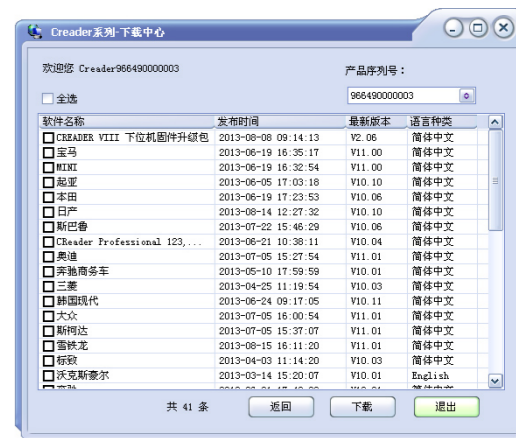 Creader系列-下载中心
欢迎您 Creader966490000003
产品序列号：
全选
966490000003
软件名称 发布时间 最新版本 语言种类
CREADER VIII 下位机固件升级包 2013-08-08 09:14:13 V2.06 简体中文
宝马 2013-06-19 16:35:17 V11.00 简体中文
MINI 2013-06-19 16:32:54 V11.00 简体中文
起亚 2013-06-05 17:03:18 V10.10 简体中文
本田 2013-06-19 17:23:53 V10.06 简体中文
日产 2013-08-14 12:27:32 V10.10 简体中文
斯巴鲁 2013-07-22 15:46:29 V10.06 简体中文
CReader Professional 123,... 2013-06-21 10:38:11 V10.04 简体中文
奥迪 2013-07-05 15:27:54 V11.01 简体中文
奔驰商务车 2013-05-10 17:59:59 V10.01 简体中文
三菱 2013-04-25 11:19:54 V10.03 简体中文
韩国现代 2013-06-24 09:17:05 V10.11 简体中文
大众 2013-07-05 16:00:54 V11.01 简体中文
斯柯达 2013-07-05 15:37:07 V11.01 简体中文
雪铁龙 2013-08-15 16:11:20 V11.01 简体中文
标致 2013-04-03 11:14:20 V10.03 简体中文
沃克斯豪尔 2013-03-14 15:20:07 V10.01 English
共 41 条 返回 下载 退出